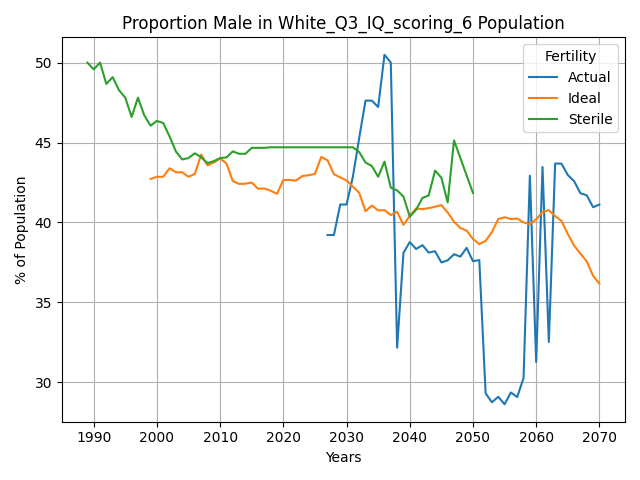 Proportion Male in White_Q3_IQ_scoring_6 Population
Fertility
Actual
Ideal
Sterile
% of Population
50
45
40
35
30
1990 2000 2010 2020 2030 2040 2050 2060 2070
Years